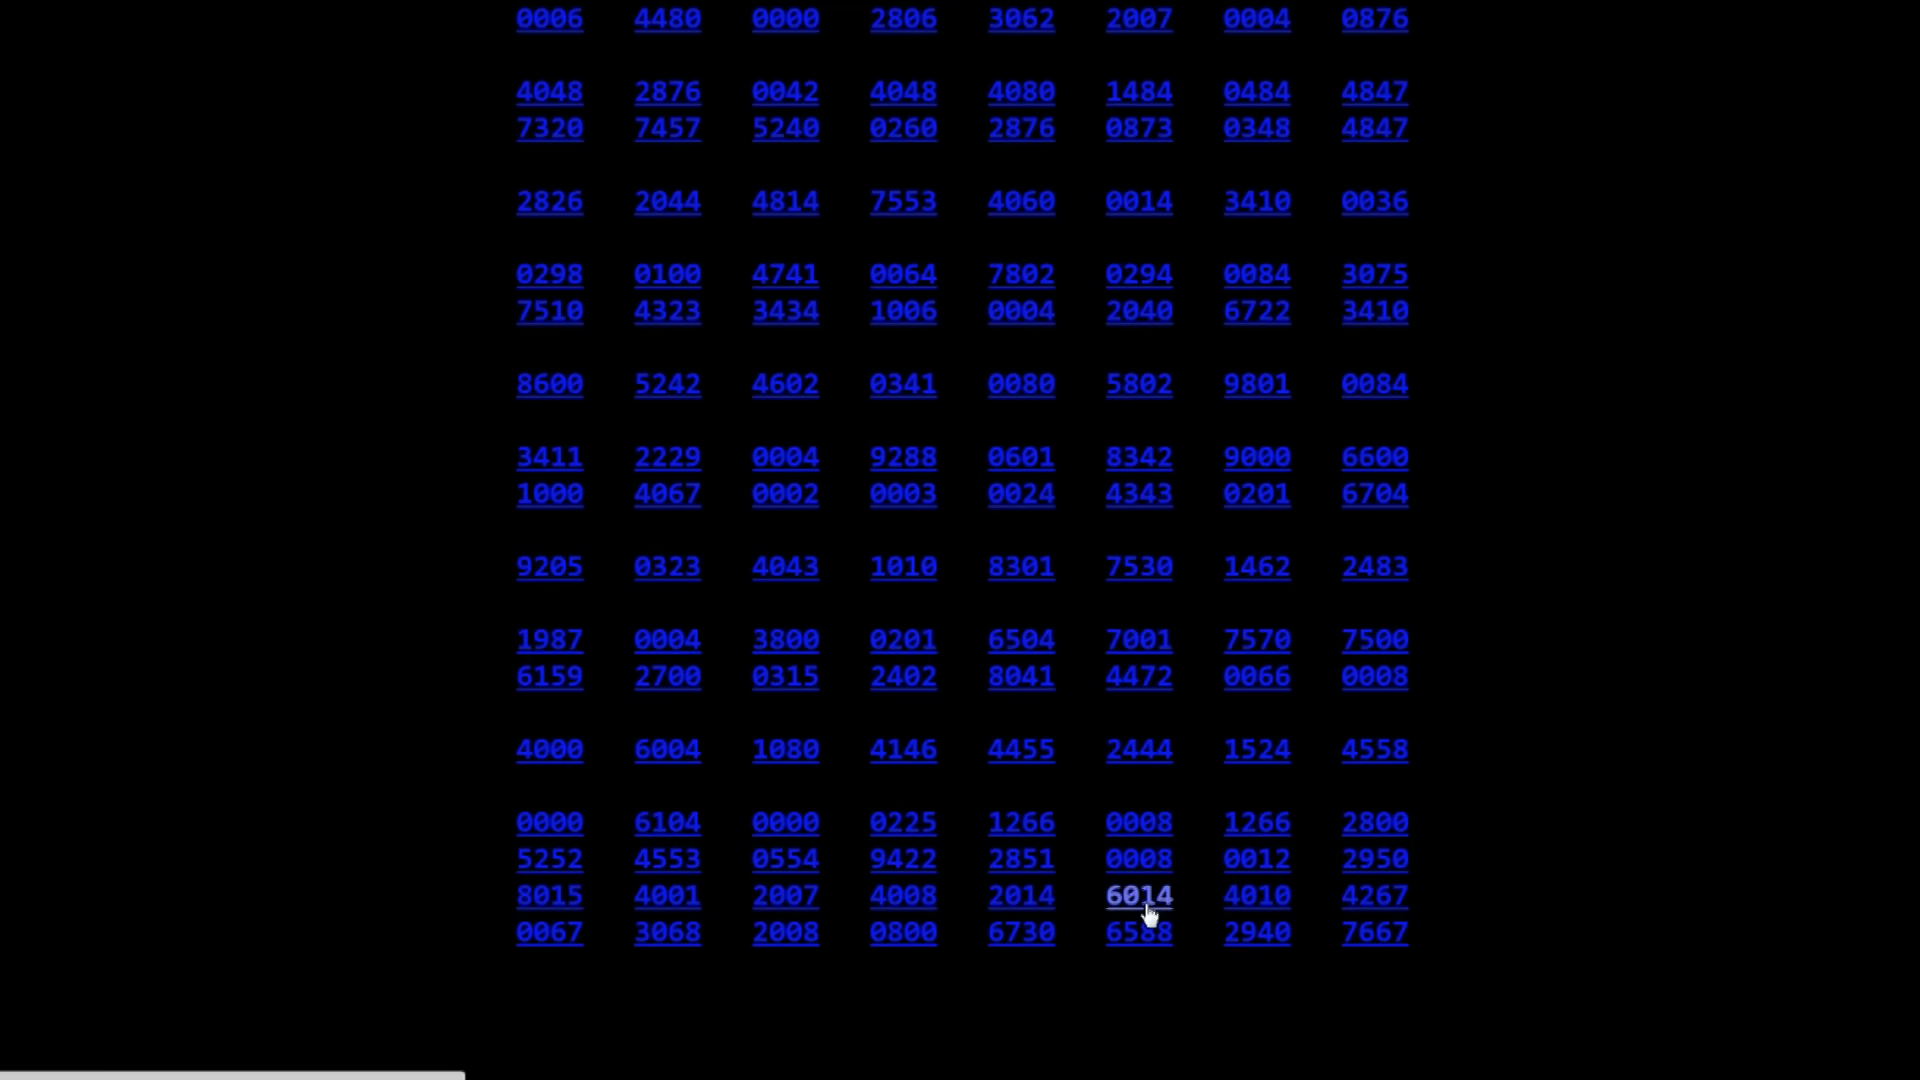 0006 4480 0000 2806 3062 2007 0004 0876
4048 2876 0042 4048 4080 1484 0484 4847
7320 7457 5240 0260 2876 0873 0348 4847
2826 2044 4814 7553 4060 0014 3410 0036
0298 0100 4741 0064 7802 0294 0084 3075
7510 4323 3434 1006 0004 2040 6722 3410
8600 5242 4602 0341 0080 5802 9801 0084
3411 2229 0004 9288 0601 8342 9000 6600
1000 4067 0002 0003 0024 4343 0201 6704
9205 0323 4043 1010 8301 7530 1462 2483
1987 0004 3800 0201 6504 7001 7570 7500
6159 2700 0315 2402 8041 4472 0066 0008
4000 6004 1080 4146 4455 2444 1524 4558
0000 6104 0000 0225 1266 0008 1266 2800
5252 4553 0554 9422 2851 0008 0012 2950
8015 4001 2007 4008 2014 6014 4010 4267
0067 3068 2008 0800 6730 6588 2940 7667